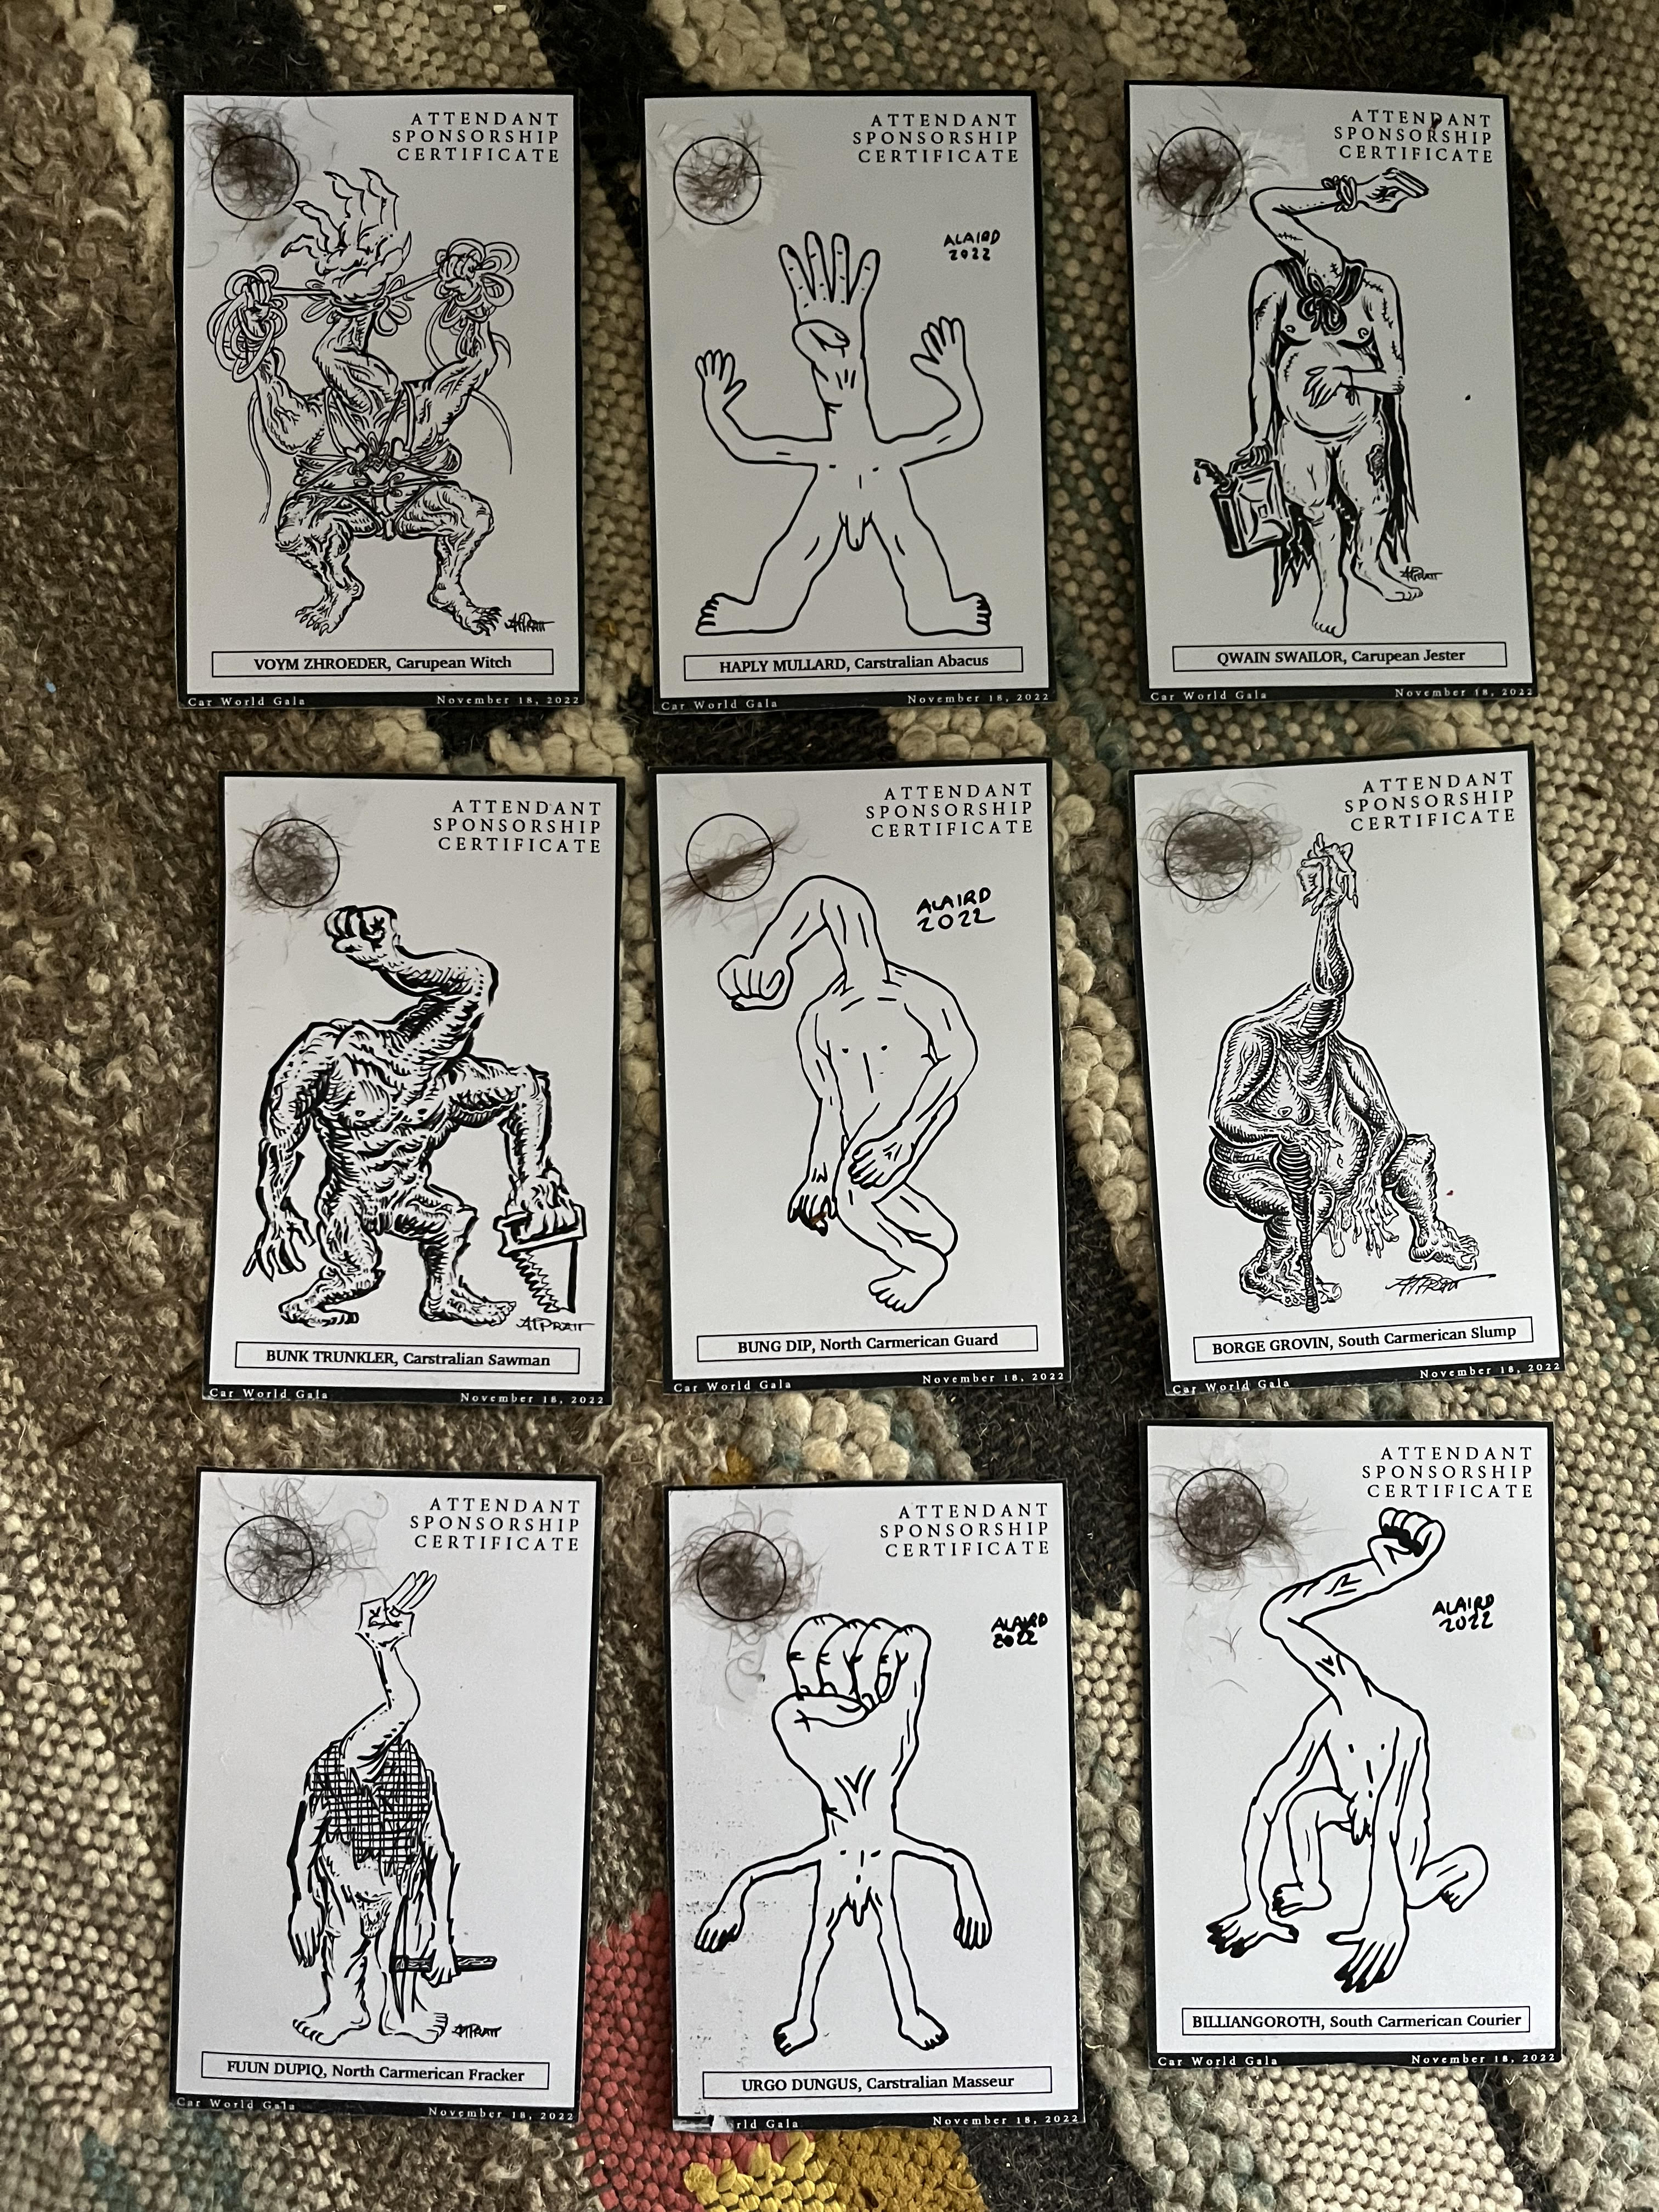 ATTENDANT
SPONSORSHIP
CERTIFICATE
ATPRATT
VOYM ZHROEDER, Carupean Witch
Car World Gala November 18, 2022
ATTENDANT
SPONSORSHIP
CERTIFICATE
ALAIRD
2022
HAPLY MULLARD, Carstralian Abacus
Car World Gala November 18, 2022
ATTENDANT
SPONSORSHIP
CERTIFICATE
ATPRATT
QWAIN SWAILOR, Carupean Jester
Car World Gala November 18, 2022
ATTENDANT
SPONSORSHIP
CERTIFICATE
ATPRATT
BUNK TRUNKLER, Carstralian Sawman
Car World Gala November 18, 2022
ATTENDANT
SPONSORSHIP
CERTIFICATE
ALAIRD
2022
BUNG DIP, North Carmerican Guard
Car World Gala November 18, 2022
ATTENDANT
SPONSORSHIP
CERTIFICATE
ATPRATT
BORGE GROVIN, South Carmerican Slump
Car World Gala November 18, 2022
ATTENDANT
SPONSORSHIP
CERTIFICATE
ATPRATT
FUUN DUPIQ, North Carmerican Fracker
Car World Gala November 18, 2022
ATTENDANT
SPONSORSHIP
CERTIFICATE
ALAIRD
2022
URGO DUNGUS, Carstralian Masseur
Gala November 18, 2022
ATTENDANT
SPONSORSHIP
CERTIFICATE
ALAIRD
2022
BILLIANGOROTH, South Carmerican Courier
Car World Gala November 18, 2022